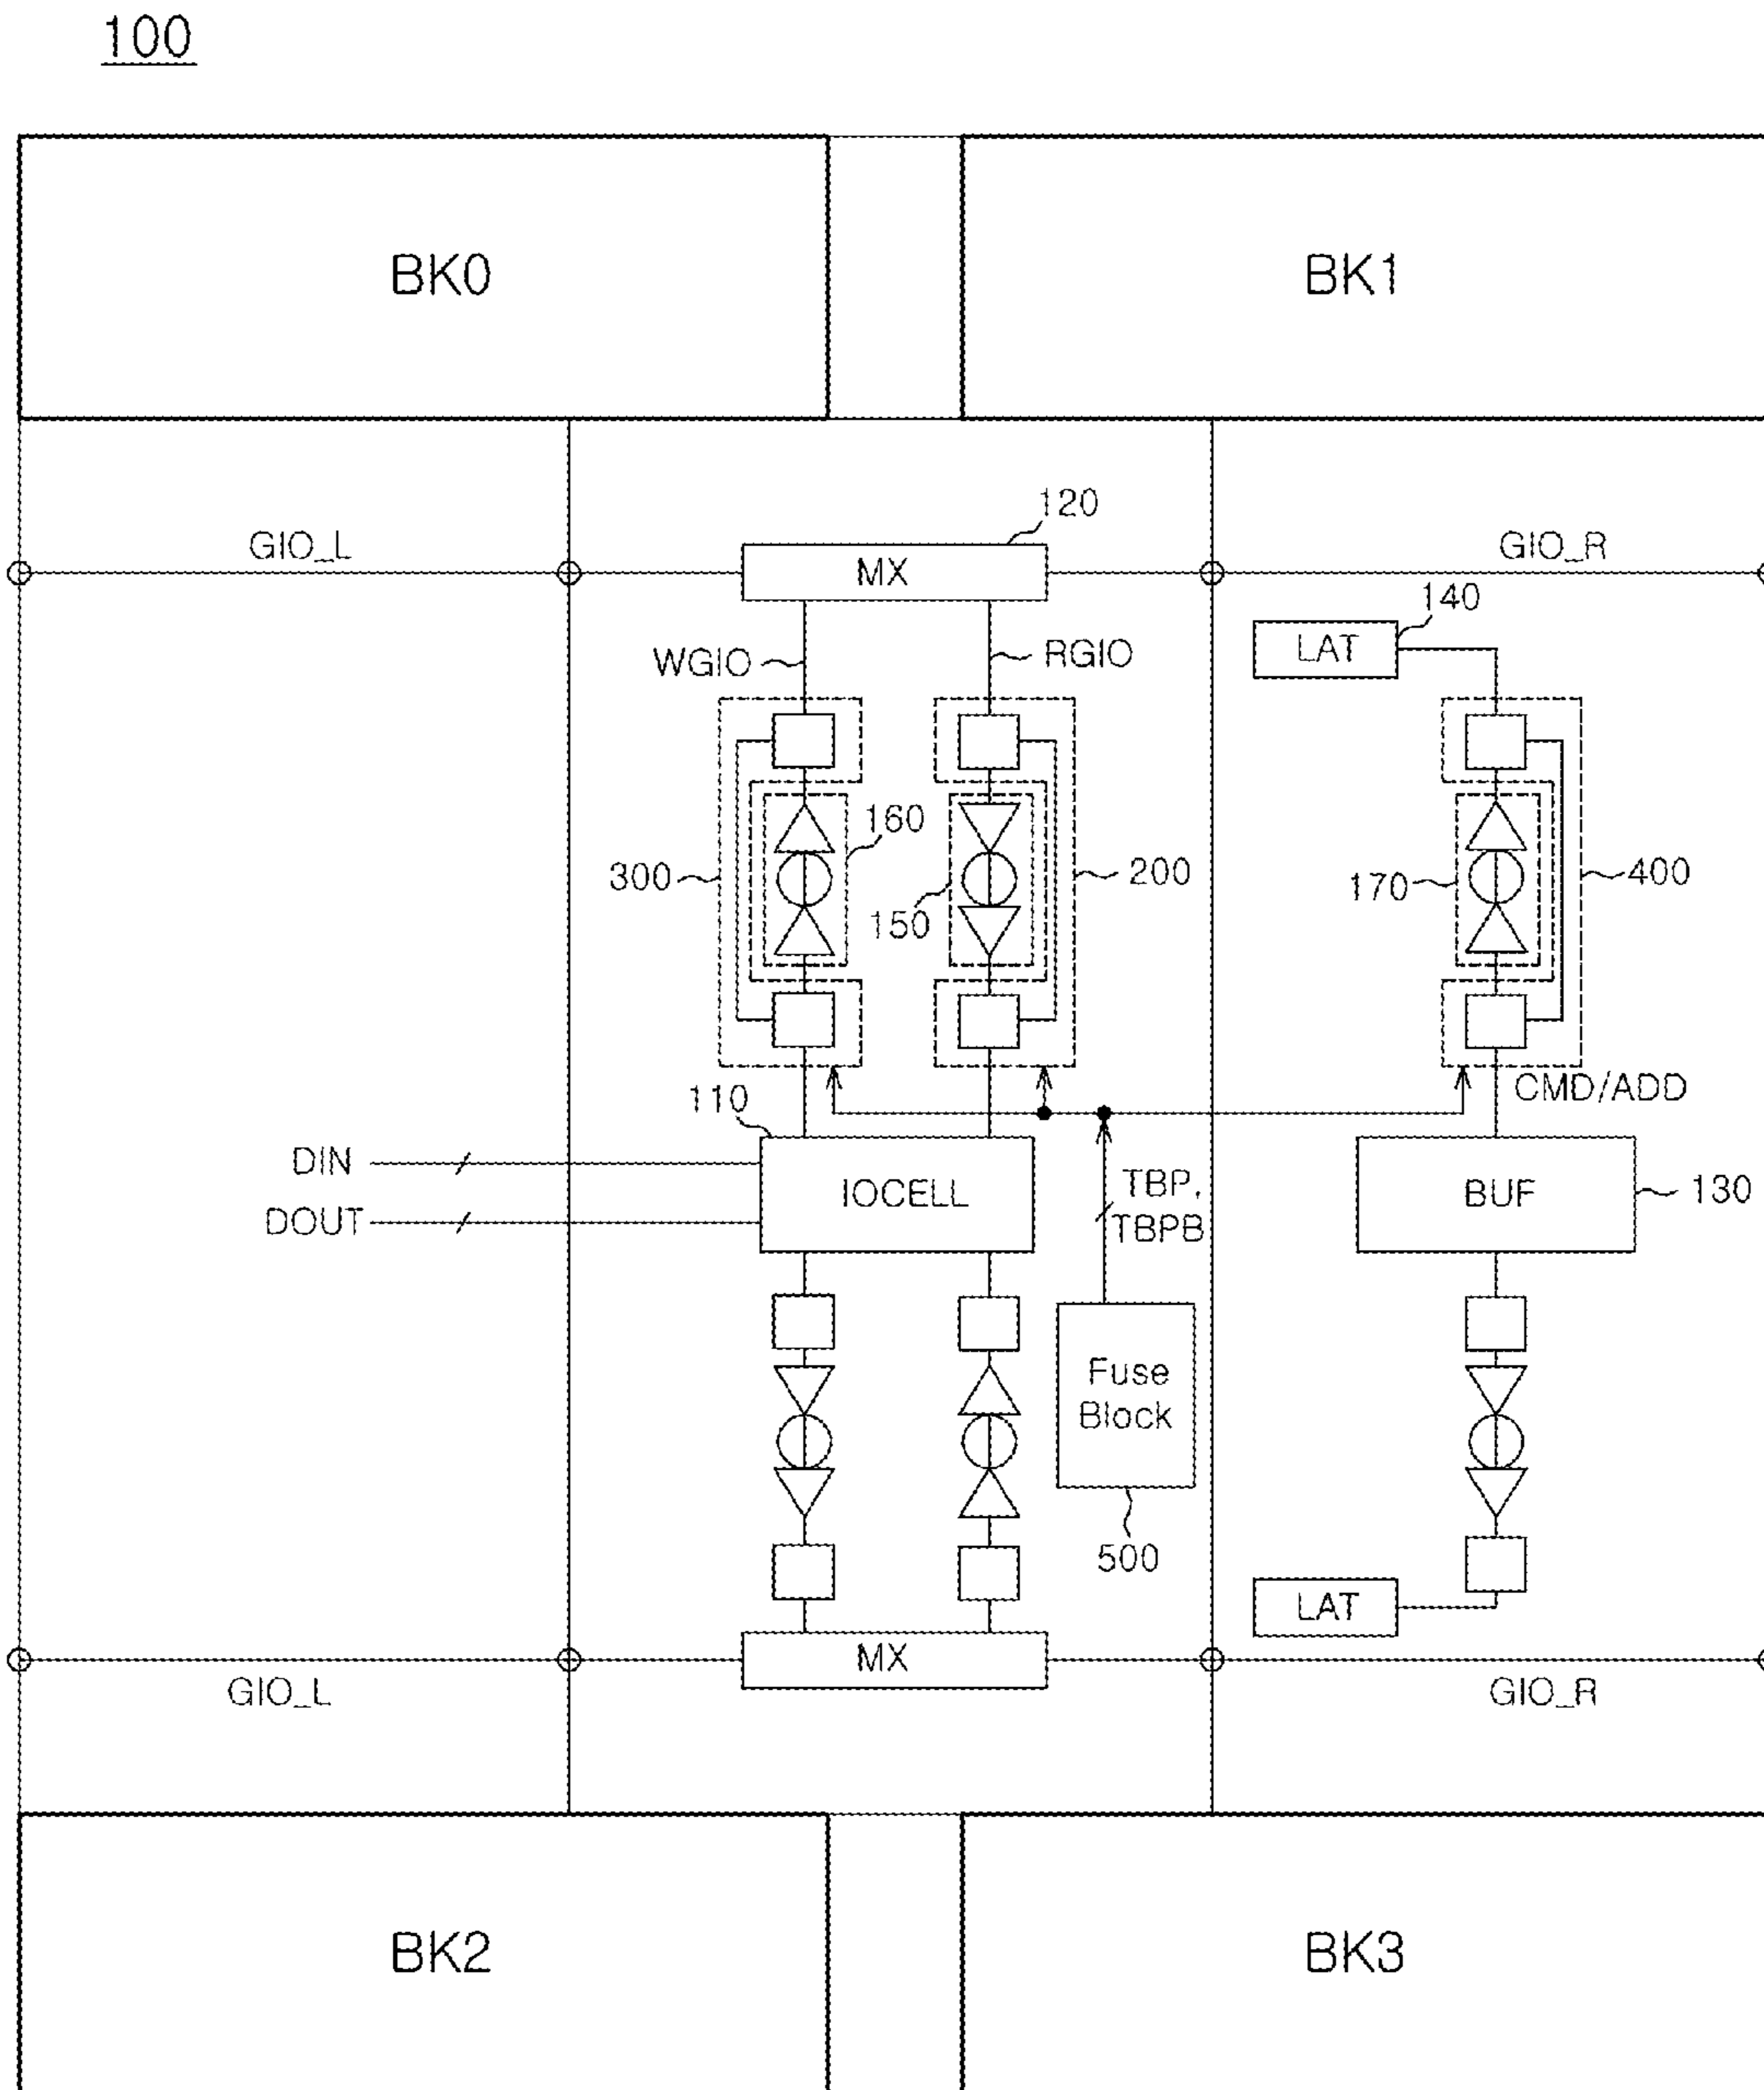 100
BK0 BK1
120
GIO_L MX GIO_R
140
WGIO RGIO LAT
160
300 150 200 170 400
110 CMD/ADD
DIN IOCELL TBP, BUF 130
DOUT TBPB
Fuse
Block
500
LAT
MX
GIO_L GIO_R
BK2 BK3